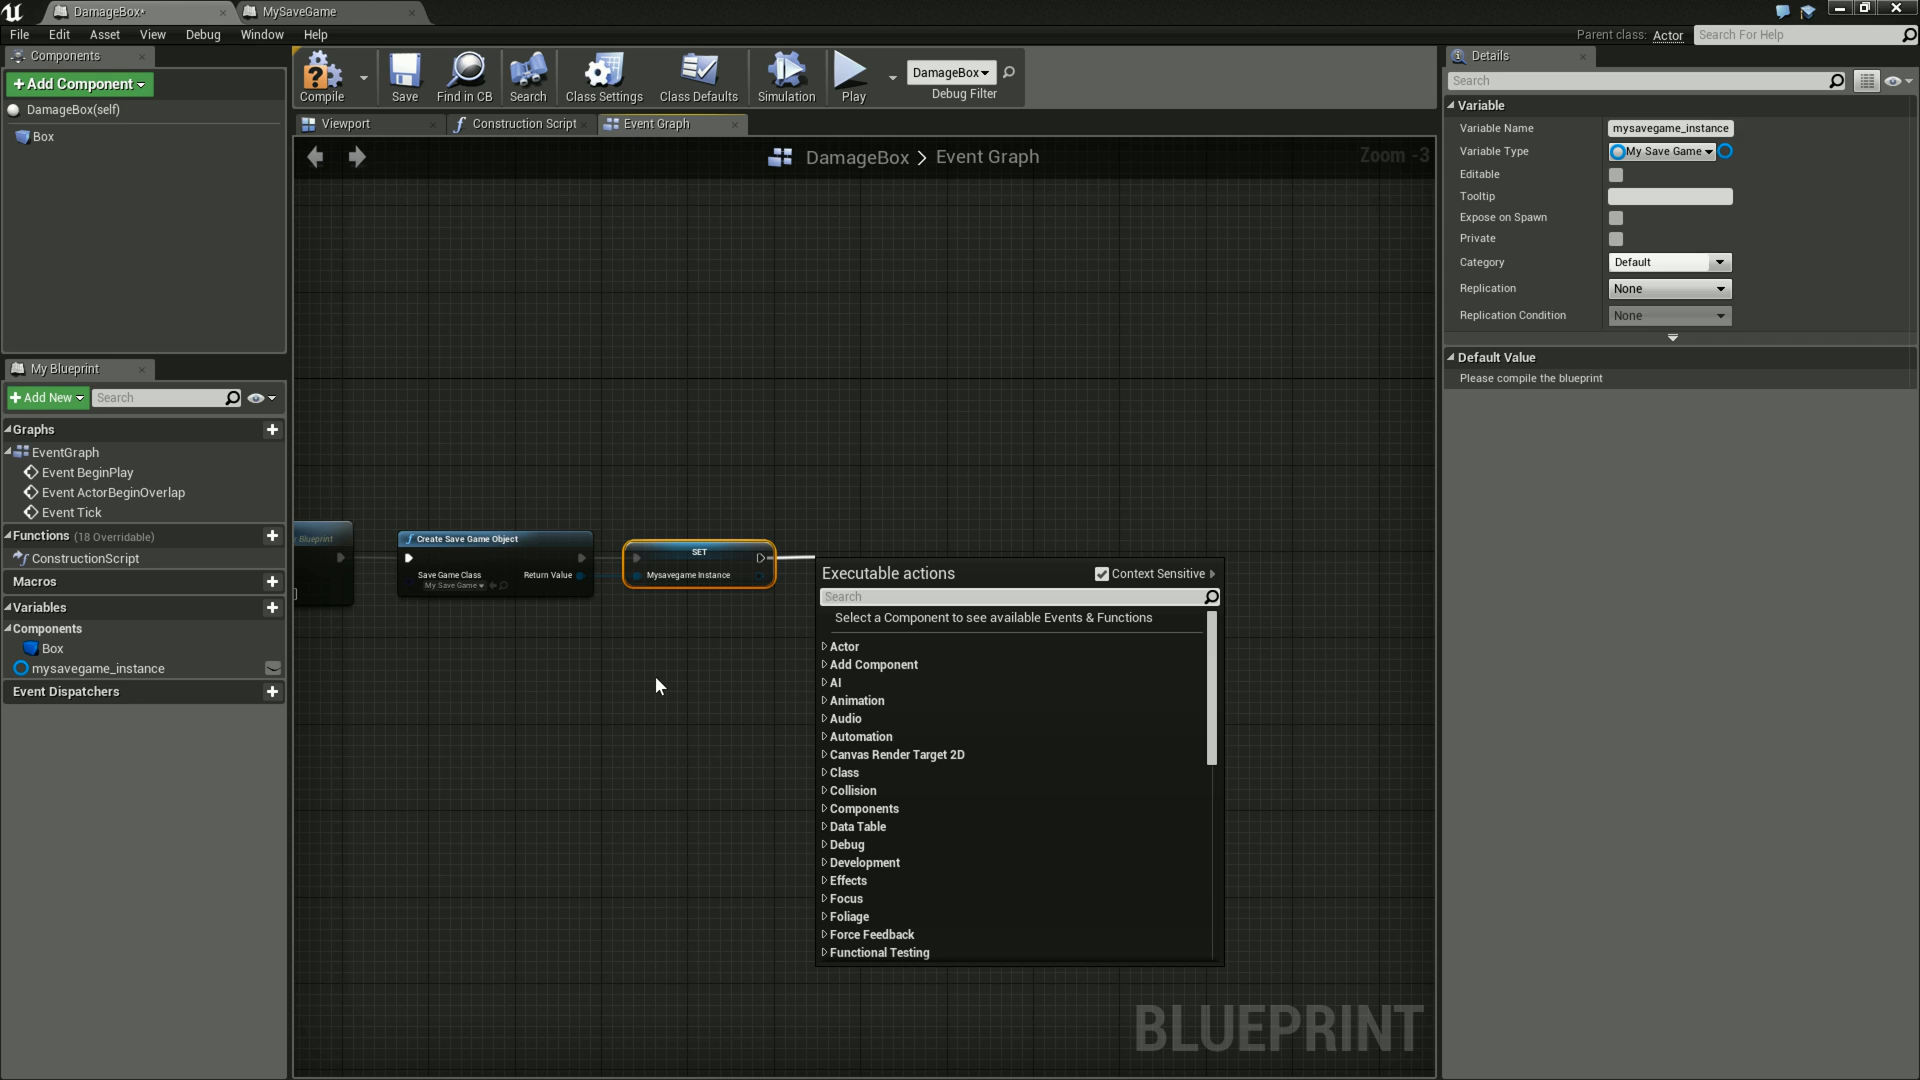 DamageBox*
MySaveGame
File Edit Asset View Debug Window Help
Parent class: Actor
Search For Help
Components
+Add Component
DamageBox(self)
Box
Compile
Save
Find in CB
Search
Class Settings
Class Defaults
Simulation
Play
DamageBox
Debug Filter
Viewport
Construction Script
Event Graph
DamageBox > Event Graph
Zoom -3
My Blueprint
+Add New
Search
Graphs
EventGraph
Event BeginPlay
Event ActorBeginOverlap
Event Tick
Functions (18 Overridable)
ConstructionScript
Macros
Variables
Components
Box
mysavegame_instance
Event Dispatchers
Blueprint
Create Save Game Object
Save Game Class
My Save Game
Return Value
SET
Mysavegame Instance
Executable actions
Context Sensitive
Search
Select a Component to see available Events & Functions
Actor
Add Component
AI
Animation
Audio
Automation
Canvas Render Target 2D
Class
Collision
Components
Data Table
Debug
Development
Effects
Focus
Foliage
Force Feedback
Functional Testing
BLUEPRINT
Details
Search
Variable
Variable Name mysavegame_instance
Variable Type My Save Game
Editable
Tooltip
Expose on Spawn
Private
Category Default
Replication None
Replication Condition None
Default Value
Please compile the blueprint